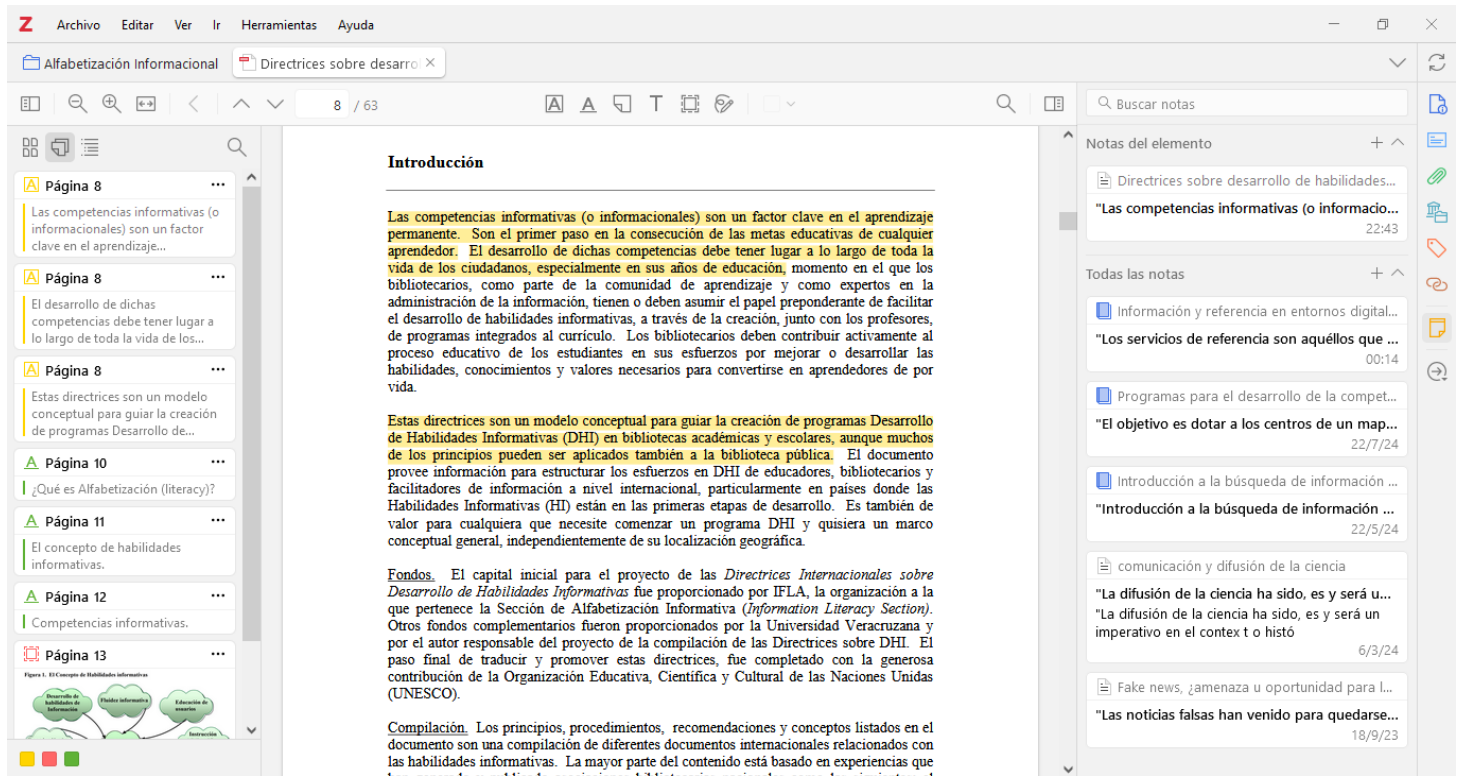 Z Archivo Editar Ver Ir Herramientas Ayuda
Alfabetización Informacional
Directrices sobre desarro
8 / 63
Página 8
Las competencias informativas (o
informacionales) son un factor
clave en el aprendizaje...
Página 8
El desarrollo de dichas
competencias debe tener lugar a
lo largo de toda la vida de los...
Página 8
Estas directrices son un modelo
conceptual para guiar la creación
de programas Desarrollo de...
Página 10
¿Qué es Alfabetización (literacy)?
Página 11
El concepto de habilidades
informativas.
Página 12
Competencias informativas.
Página 13
Figura 1. El Concepto de Habilidades informativas
Desarrollo de
habilidades de
Información
Fluidez informativa
Educación de
usuarios
Instrucción
Introducción
Las competencias informativas (o informacionales) son un factor clave en el aprendizaje
permanente. Son el primer paso en la consecución de las metas educativas de cualquier
aprendedor. El desarrollo de dichas competencias debe tener lugar a lo largo de toda la
vida de los ciudadanos, especialmente en sus años de educación, momento en el que los
bibliotecarios, como parte de la comunidad de aprendizaje y como expertos en la
administración de la información, tienen o deben asumir el papel preponderante de facilitar
el desarrollo de habilidades informativas, a través de la creación, junto con los profesores,
de programas integrados al currículo. Los bibliotecarios deben contribuir activamente al
proceso educativo de los estudiantes en sus esfuerzos por mejorar o desarrollar las
habilidades, conocimientos y valores necesarios para convertirse en aprendedores de por
vida.
Estas directrices son un modelo conceptual para guiar la creación de programas Desarrollo
de Habilidades Informativas (DHI) en bibliotecas académicas y escolares, aunque muchos
de los principios pueden ser aplicados también a la biblioteca pública. El documento
provee información para estructurar los esfuerzos en DHI de educadores, bibliotecarios y
facilitadores de información a nivel internacional, particularmente en países donde las
Habilidades Informativas (HI) están en las primeras etapas de desarrollo. Es también de
valor para cualquiera que necesite comenzar un programa DHI y quisiera un marco
conceptual general, independientemente de su localización geográfica.
Fondos. El capital inicial para el proyecto de las Directrices Internacionales sobre
Desarrollo de Habilidades Informativas fue proporcionado por IFLA, la organización a la
que pertenece la Sección de Alfabetización Informativa (Information Literacy Section).
Otros fondos complementarios fueron proporcionados por la Universidad Veracruzana y
por el autor responsable del proyecto de la compilación de las Directrices sobre DHI. El
paso final de traducir y promover estas directrices, fue completado con la generosa
contribución de la Organización Educativa, Científica y Cultural de las Naciones Unidas
(UNESCO).
Compilación. Los principios, procedimientos, recomendaciones y conceptos listados en el
documento son una compilación de diferentes documentos internacionales relacionados con
las habilidades informativas. La mayor parte del contenido está basado en experiencias que
Buscar notas
Notas del elemento
Directrices sobre desarrollo de habilidades...
"Las competencias informativas (o informacio...
22:43
Todas las notas
Información y referencia en entornos digital...
"Los servicios de referencia son aquéllos que ...
00:14
Programas para el desarrollo de la compet...
"El objetivo es dotar a los centros de un map...
22/7/24
Introducción a la búsqueda de información ...
"Introducción a la búsqueda de información ...
22/5/24
comunicación y difusión de la ciencia
"La difusión de la ciencia ha sido, es y será u...
"La difusión de la ciencia ha sido, es y será un
imperativo en el contex t o histó
6/3/24
Fake news, ¿amenaza u oportunidad para l...
"Las noticias falsas han venido para quedarse...
18/9/23